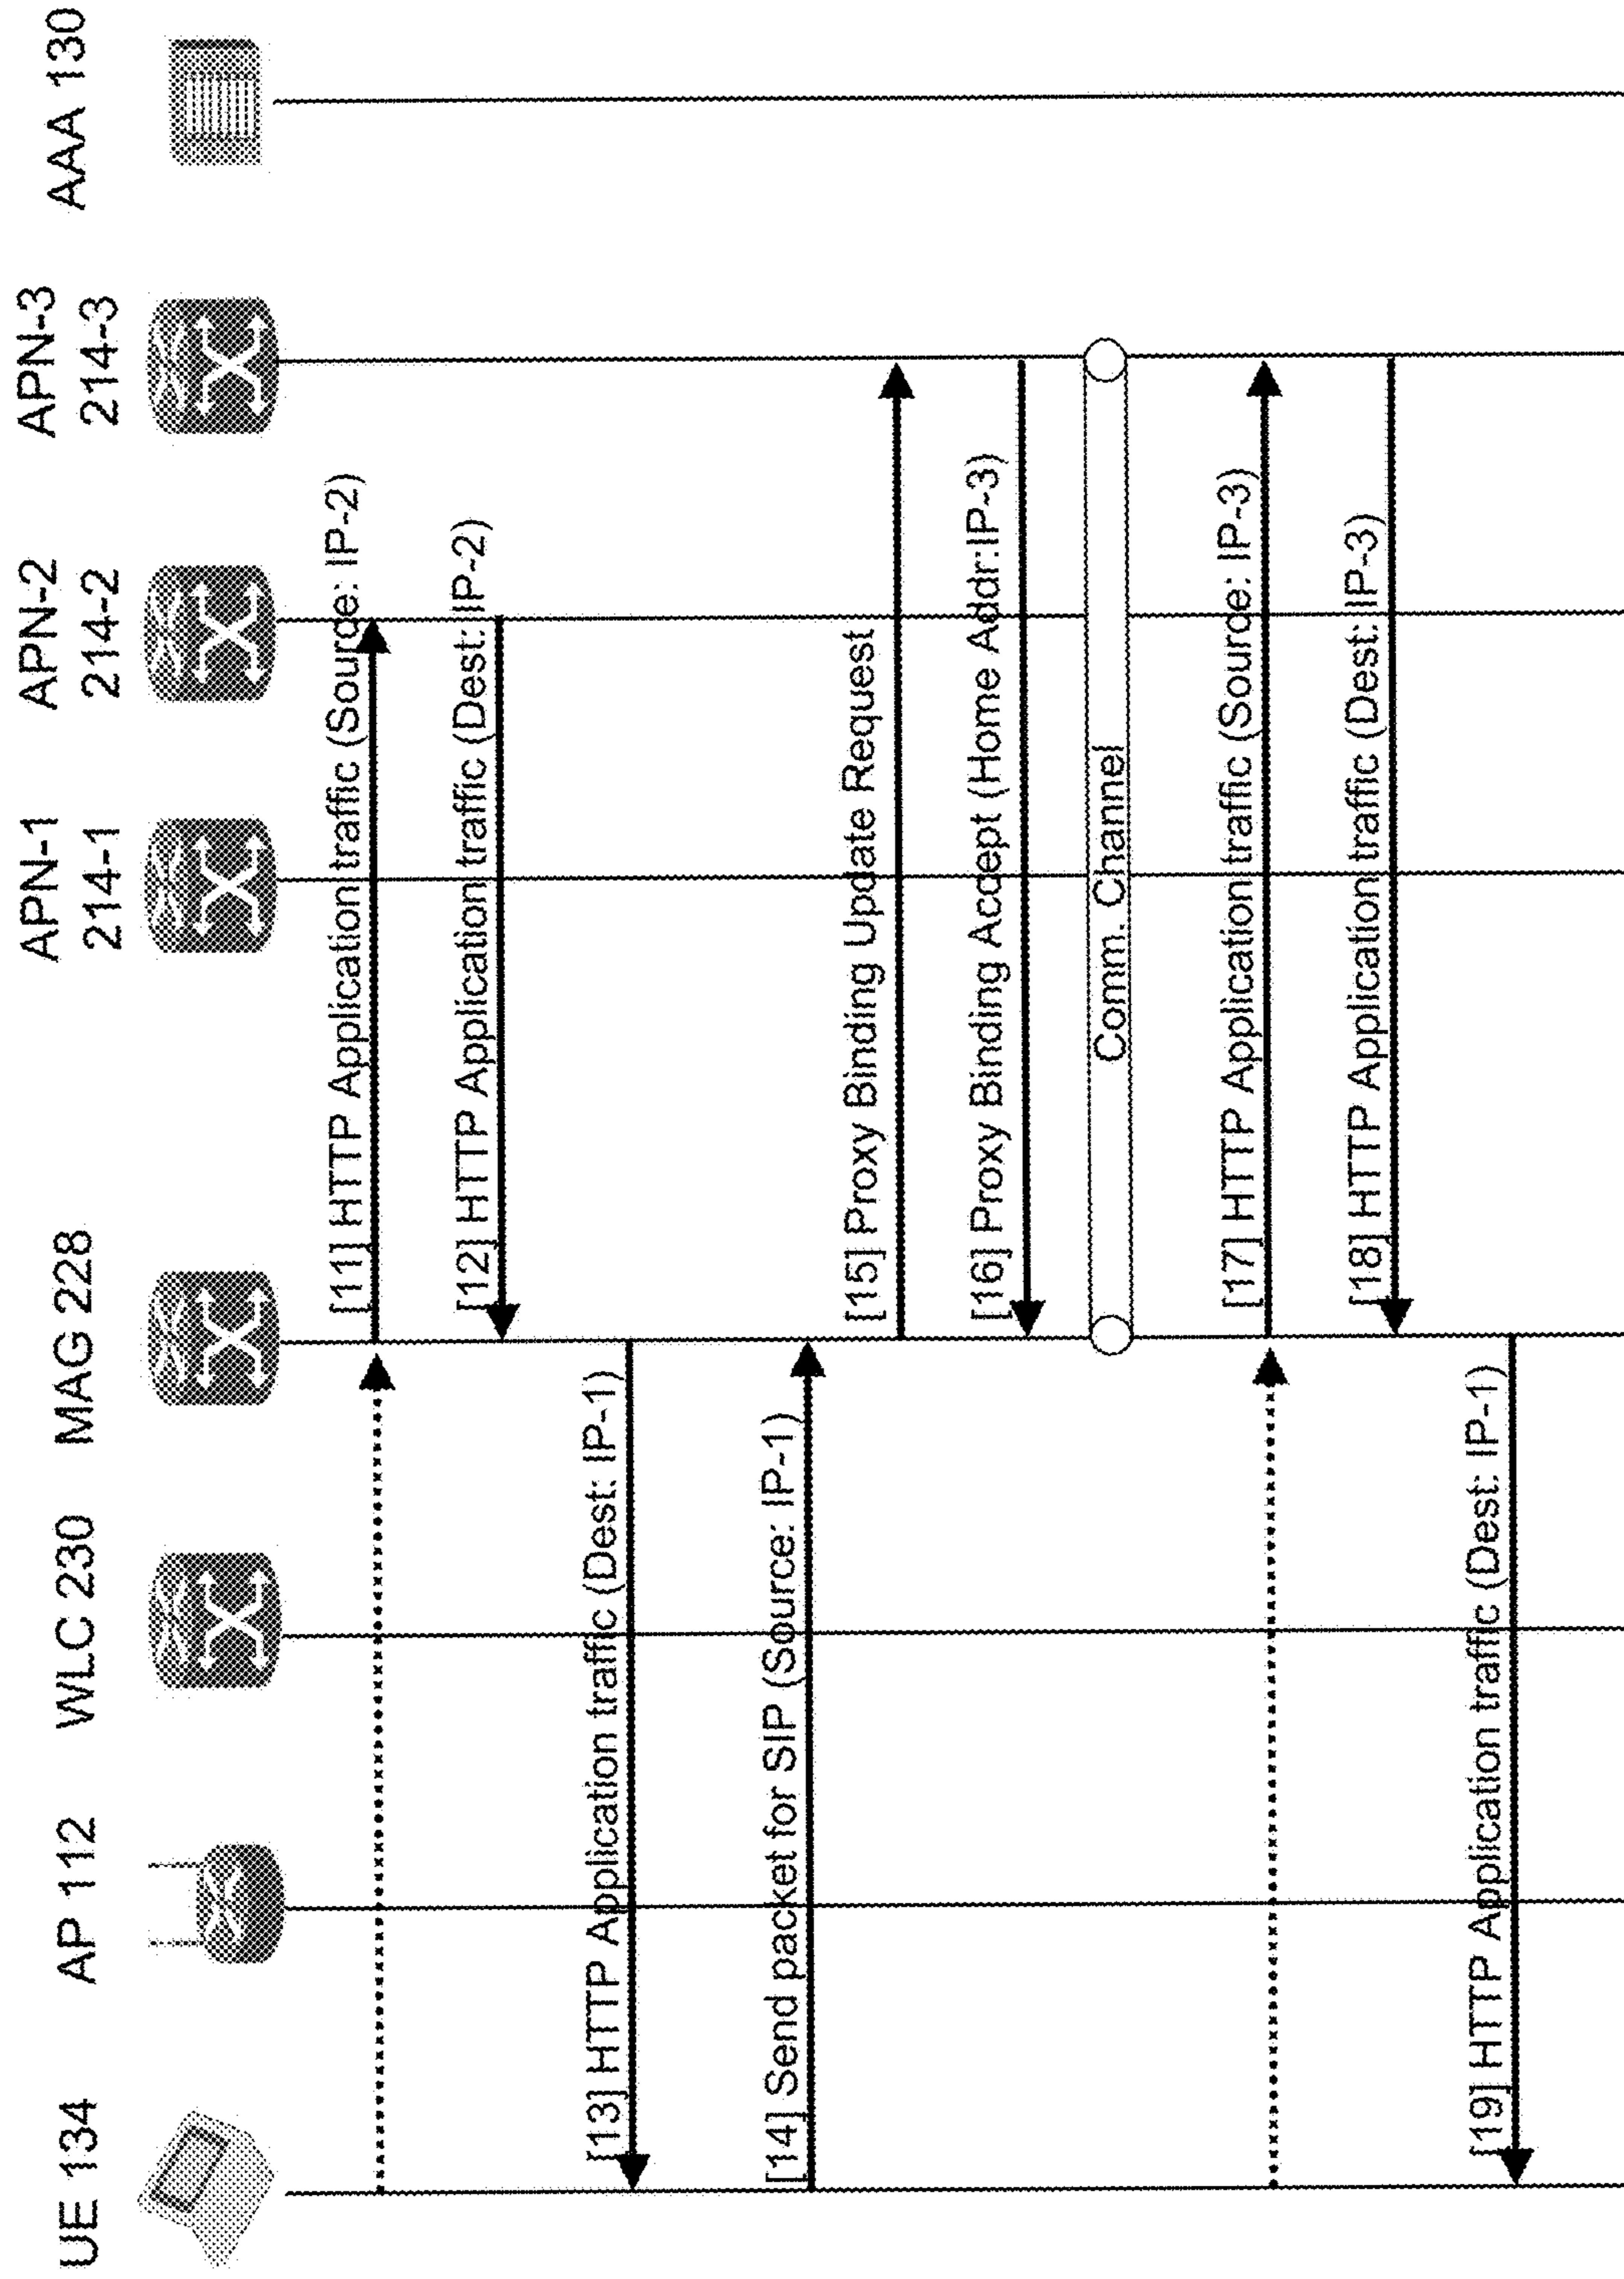 UE 134
AP 112
WLC 230
MAG 228
APN-1
214-1
APN-2
214-2
APN-3
214-3
AAA 130
[11] HTTP Application traffic (Source: IP-2)
[12] HTTP Application traffic (Dest: IP-2)
[13] HTTP Application traffic (Dest: IP-1)
[14] Send packet for SIP (Source: IP-1)
[15] Proxy Binding Update Request
[16] Proxy Binding Accept (Home Addr:IP-3)
Comm. Channel
[17] HTTP Application traffic (Source: IP-3)
[18] HTTP Application traffic (Dest: IP-3)
[19] HTTP Application traffic (Dest: IP-1)